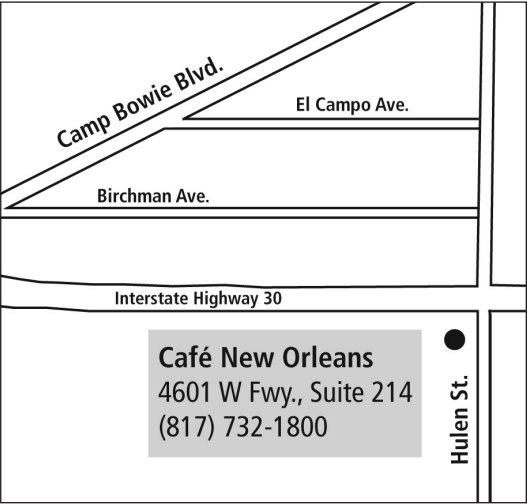 Camp Bowie Blvd.
El Campo Ave.
Birchman Ave.
Interstate Highway 30
Café New Orleans
4601 W Fwy., Suite 214
(817) 732-1800
Hulen St.